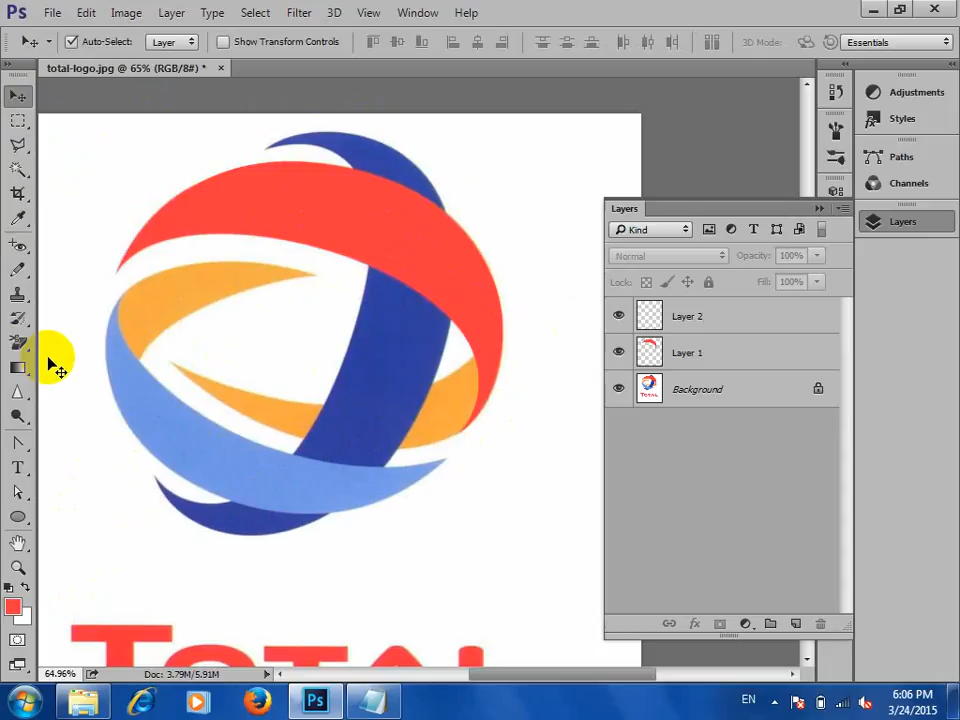 Ps File Edit Image Layer Type Select Filter 3D View Window Help
Auto-Select: Layer Show Transform Controls 3D Mode: Essentials
total-logo.jpg @ 65% (RGB/8#) *
Adjustments
Styles
Paths
Channels
Layers
Layers
Kind
Normal Opacity: 100%
Lock: Fill: 100%
Layer 2
Layer 1
Background
TOTAL
64.96% Doc: 3.79M/5.91M
Ps EN 6:06 PM
3/24/2015